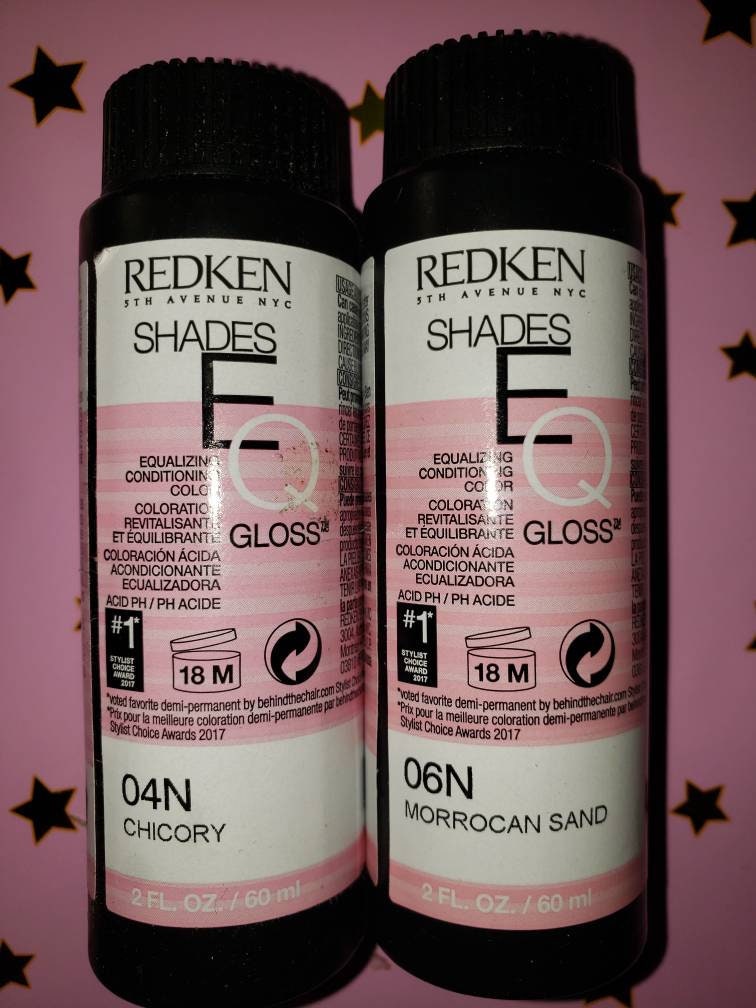 REDKEN
5TH AVENUE NYC
SHADES
EQ
EQUALIZING
CONDITIONING
COLOR
COLORATION
REVITALISANTE
ET ÉQUILIBRANTE
GLOSS
COLORACIÓN ÁCIDA
ACONDICIONANTE
ECUALIZADORA
ACID PH / PH ACIDE
#1*
STYLIST
CHOICE
AWARD
2017
18 M
*voted favorite demi-permanent by behindthechair.com Stylist
*Prix pour la meilleure coloration demi-permanente par
Stylist Choice Awards 2017
04N
CHICORY
2 FL. OZ. / 60 ml
REDKEN
5TH AVENUE NYC
SHADES
EQ
EQUALIZING
CONDITIONING
COLOR
COLORATION
REVITALISANTE
ET ÉQUILIBRANTE
GLOSS
COLORACIÓN ÁCIDA
ACONDICIONANTE
ECUALIZADORA
ACID PH / PH ACIDE
#1*
STYLIST
CHOICE
AWARD
2017
18 M
*voted favorite demi-permanent by behindthechair.com Stylist
*Prix pour la meilleure coloration demi-permanente par
Stylist Choice Awards 2017
06N
MORROCAN SAND
2 FL. OZ. / 60 ml